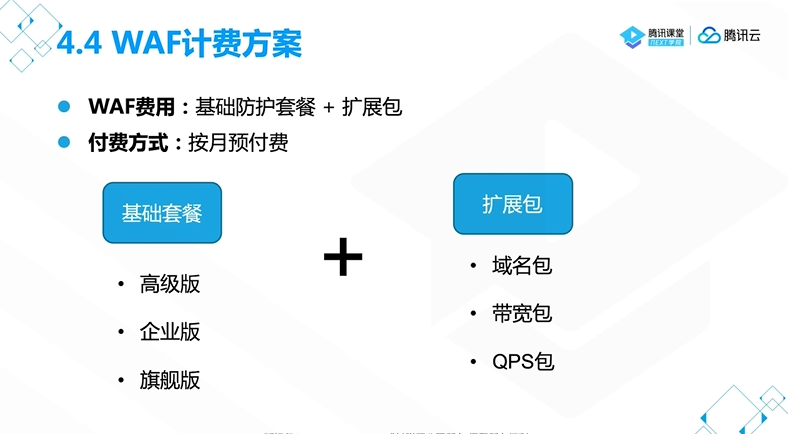 4.4 WAF计费方案
腾讯课堂
NEXT学院
腾讯云
WAF费用：基础防护套餐 + 扩展包
付费方式：按月预付费
基础套餐
+
扩展包
• 高级版
• 企业版
• 旗舰版
• 域名包
• 带宽包
• QPS包